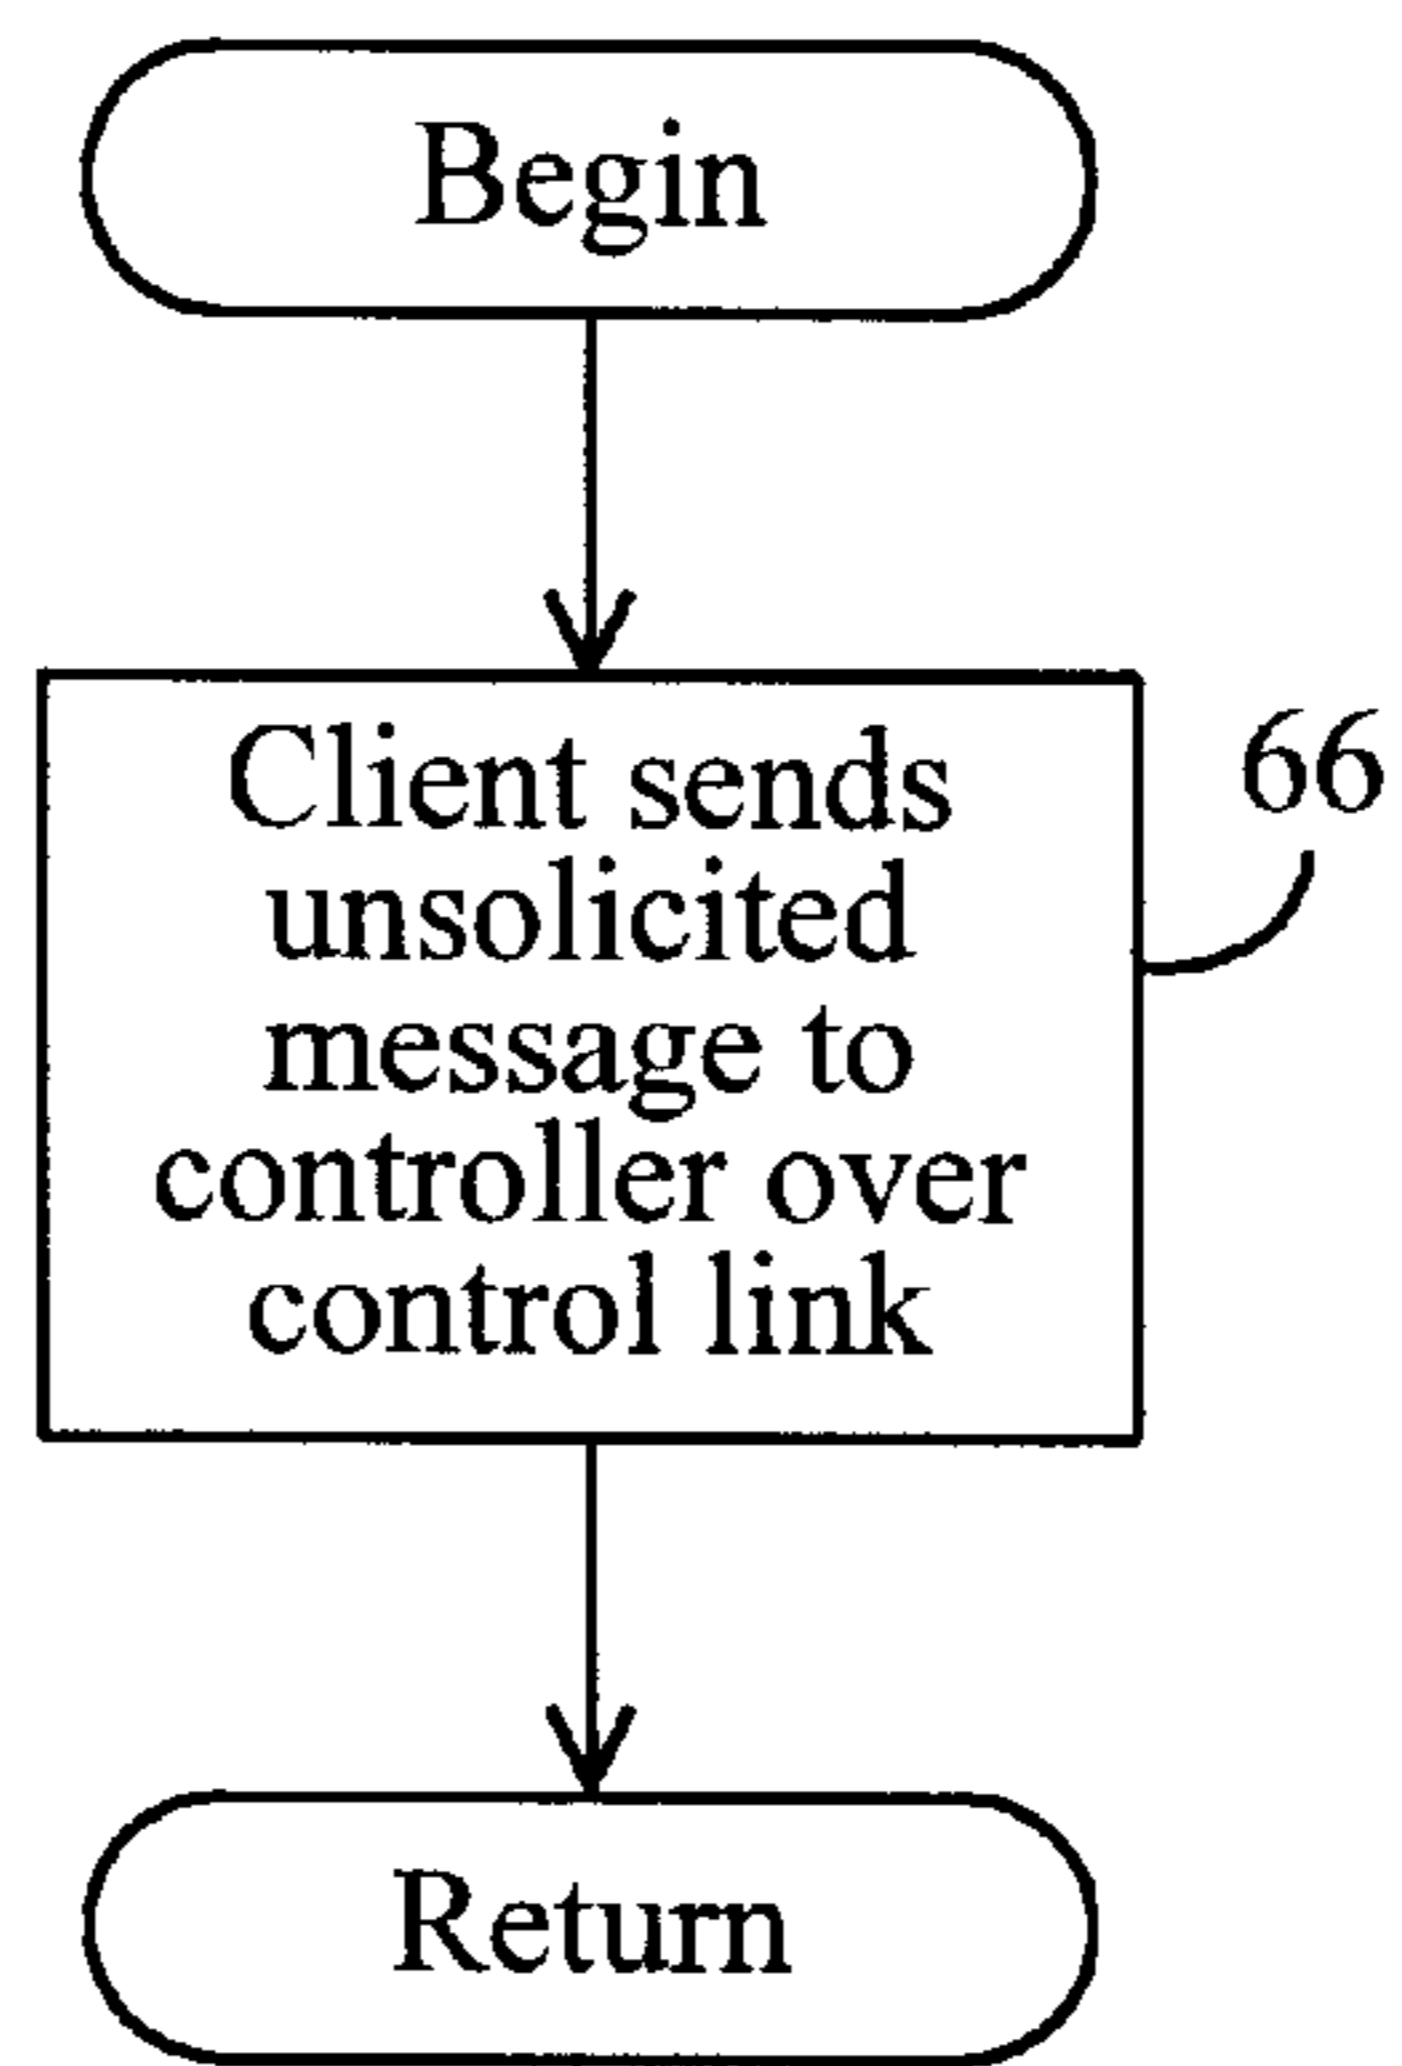 Begin
Client sends
unsolicited
message to
controller over
control link
66
Return